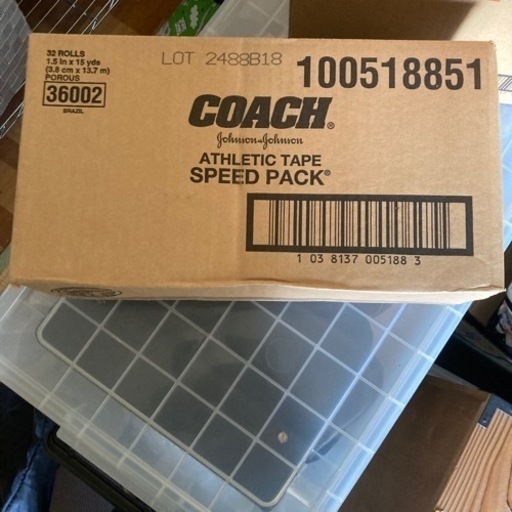 32 ROLLS
1.5 in x 15 yds
(3.8 cm x 13.7 m)
POROUS
36002
BRAZIL
LOT 2488B18
100518851
COACH®
Johnson & Johnson
ATHLETIC TAPE
SPEED PACK®
1 03 8137 005188 3